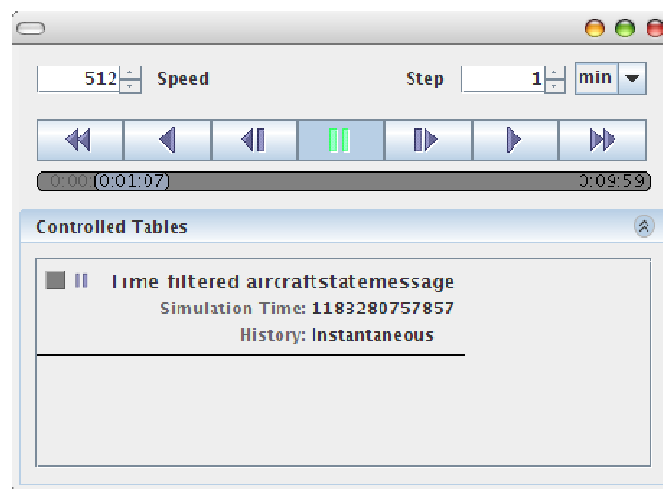 512 Speed Step 1 min
0:00 (0:01:07) 0:09:59
Controlled Tables
Time filtered aircraftstatemessage
Simulation Time: 1183280757857
History: Instantaneous